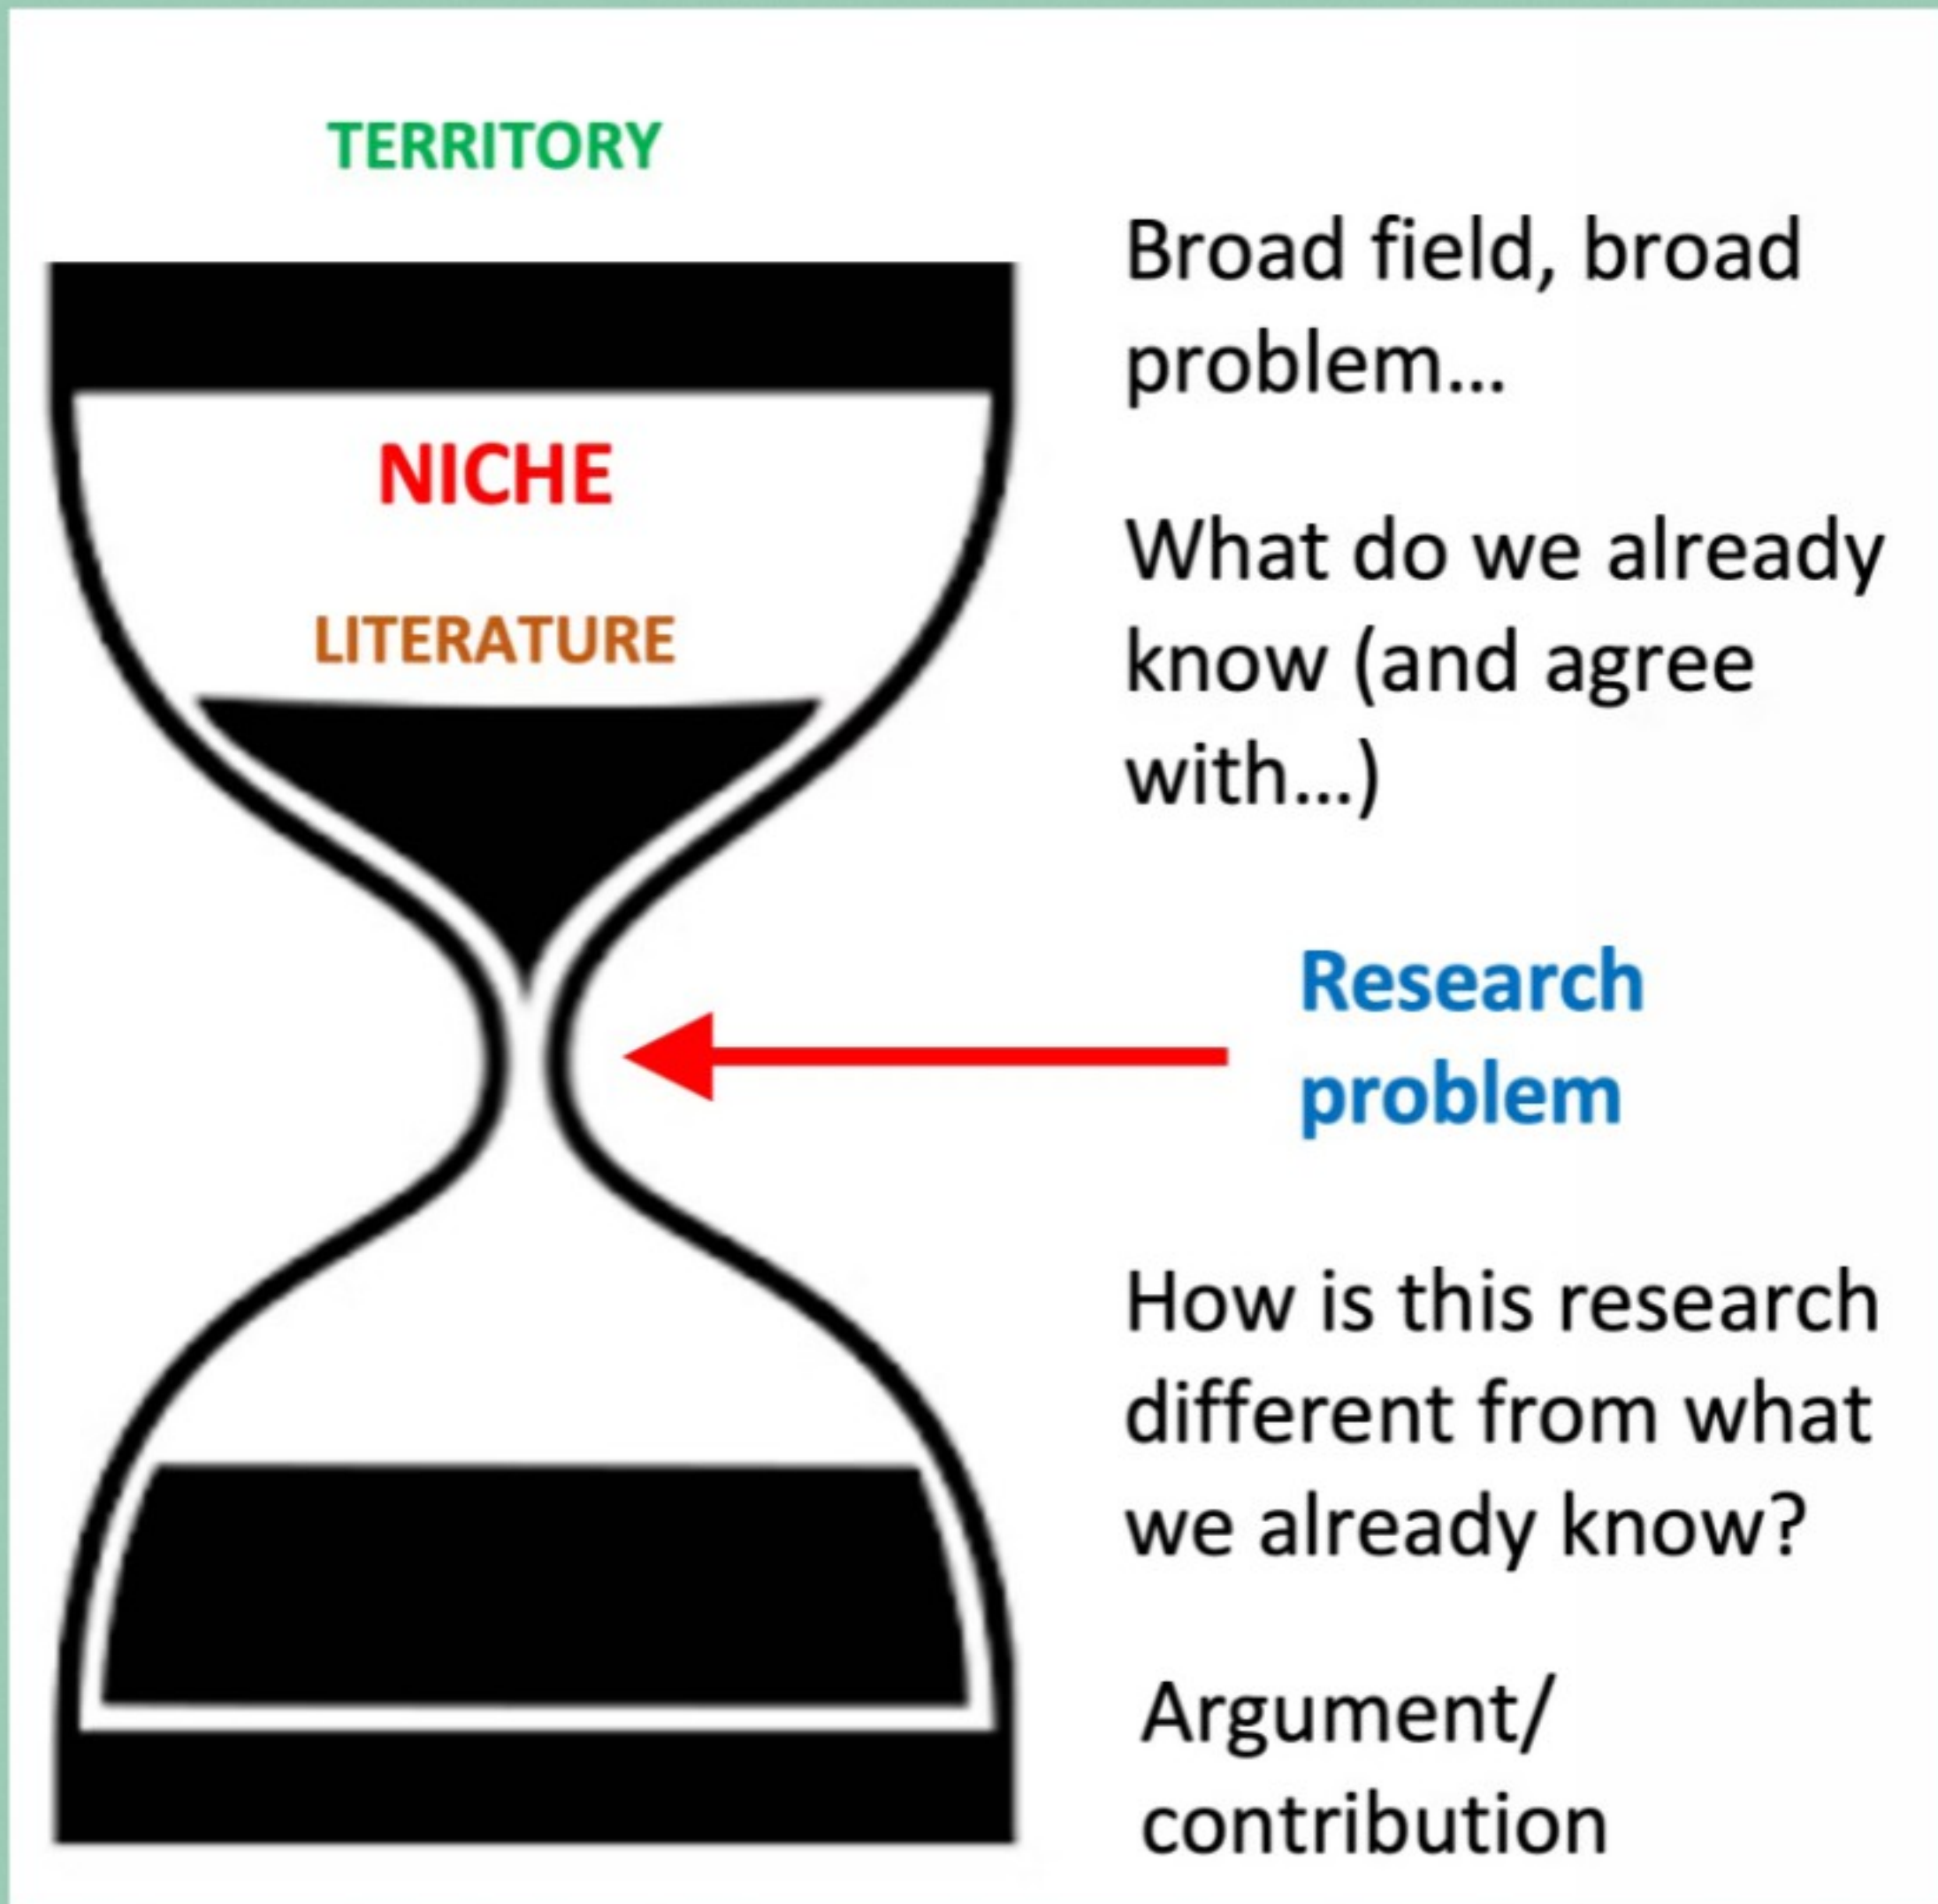 TERRITORY
Broad field, broad
problem...
NICHE
What do we already
know (and agree
with...)
LITERATURE
Research
problem
How is this research
different from what
we already know?
Argument/
contribution